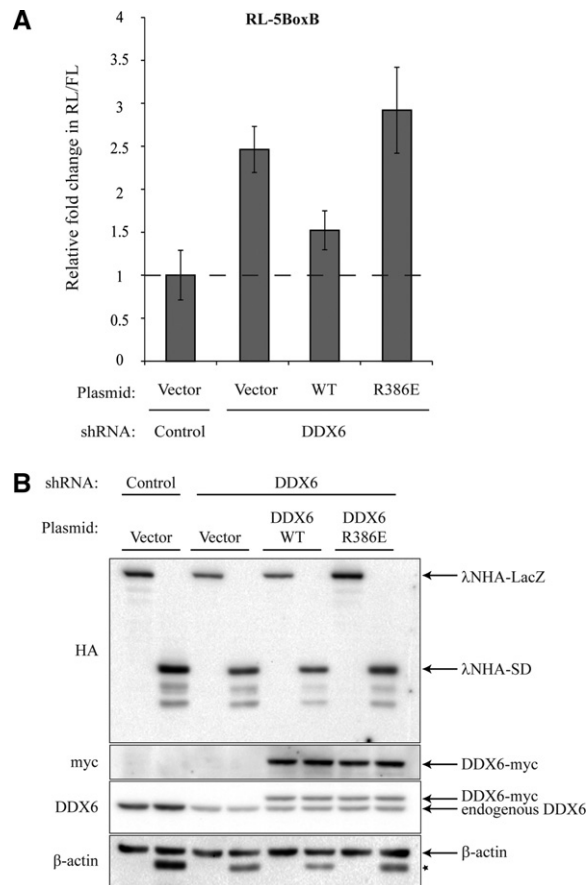 A
RL-5BoxB
Relative fold change in RL/FL
4
3.5
3
2.5
2
1.5
1
0.5
0
Plasmid: Vector Vector WT R386E
shRNA: Control DDX6
B
shRNA: Control DDX6
Plasmid: Vector Vector DDX6 WT DDX6 R386E
HA
λNHA-LacZ
λNHA-SD
myc
DDX6-myc
DDX6
DDX6-myc
endogenous DDX6
β-actin
β-actin
*